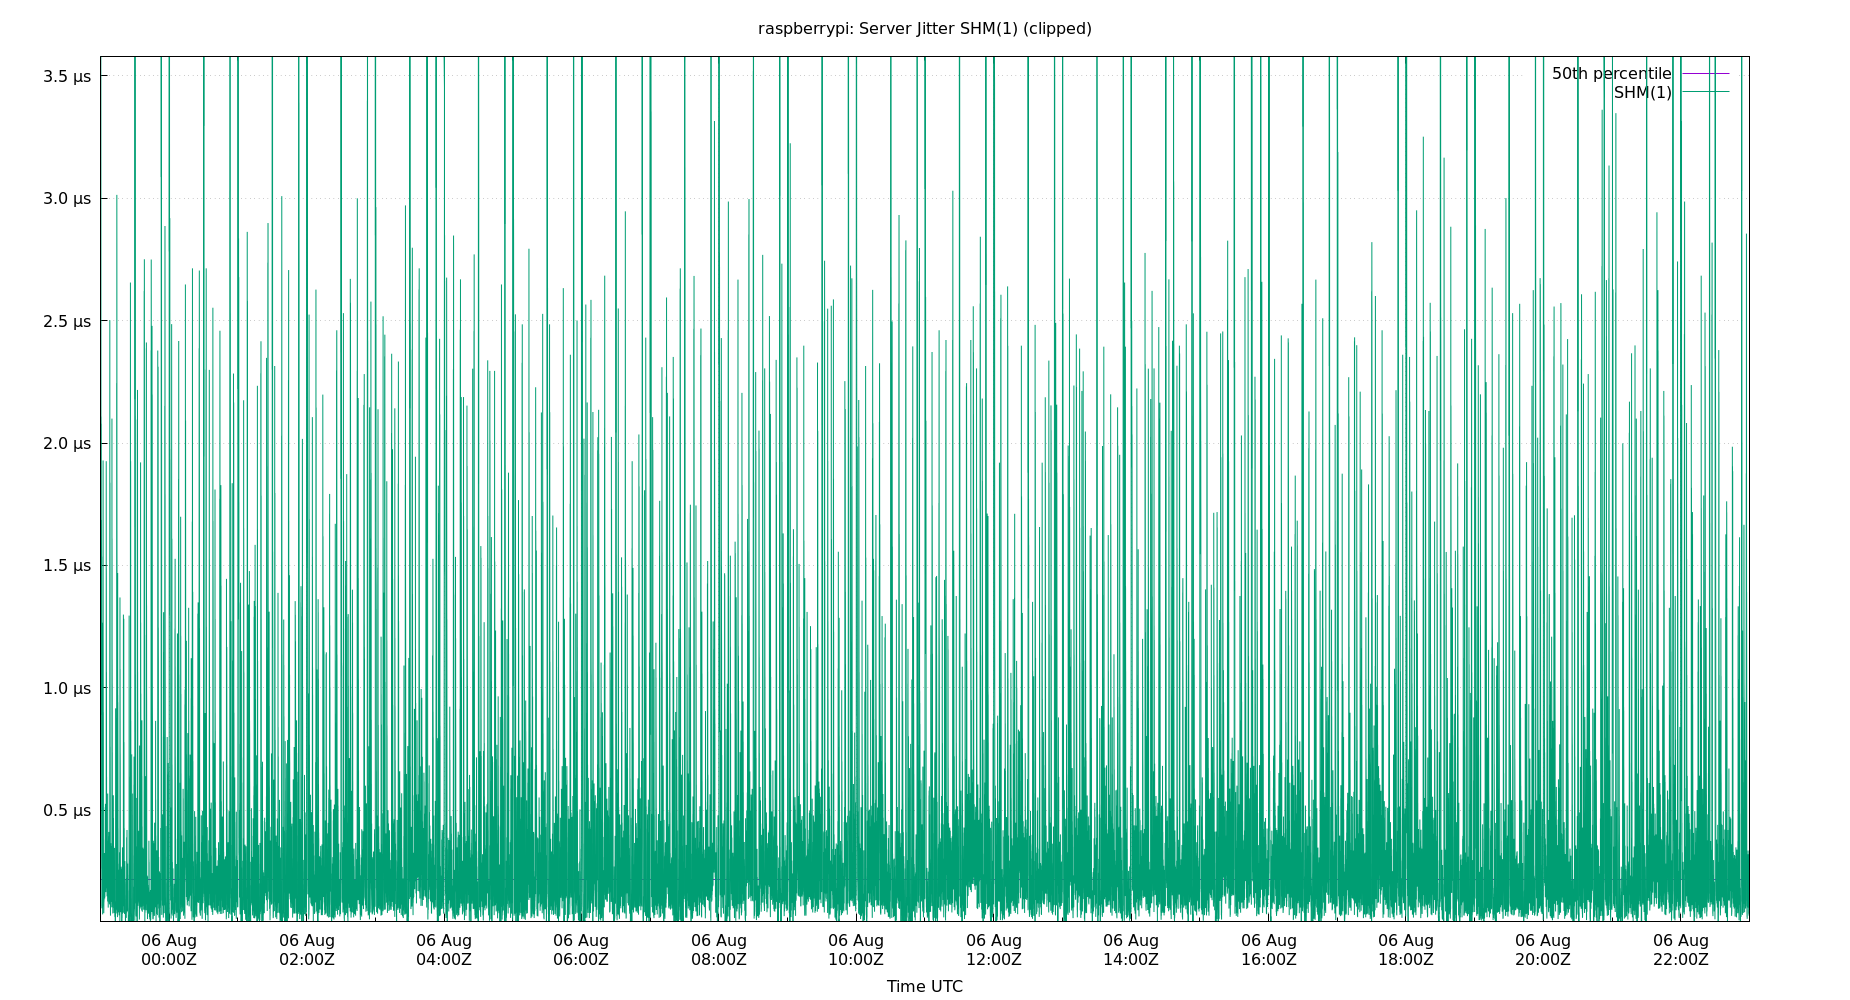 raspberrypi: Server Jitter SHM(1) (clipped)
50th percentile
SHM(1)
3.5 µs
3.0 µs
2.5 µs
2.0 µs
1.5 µs
1.0 µs
0.5 µs
06 Aug 06 Aug 06 Aug 06 Aug 06 Aug 06 Aug 06 Aug 06 Aug 06 Aug 06 Aug 06 Aug 06 Aug
00:00Z 02:00Z 04:00Z 06:00Z 08:00Z 10:00Z 12:00Z 14:00Z 16:00Z 18:00Z 20:00Z 22:00Z
Time UTC